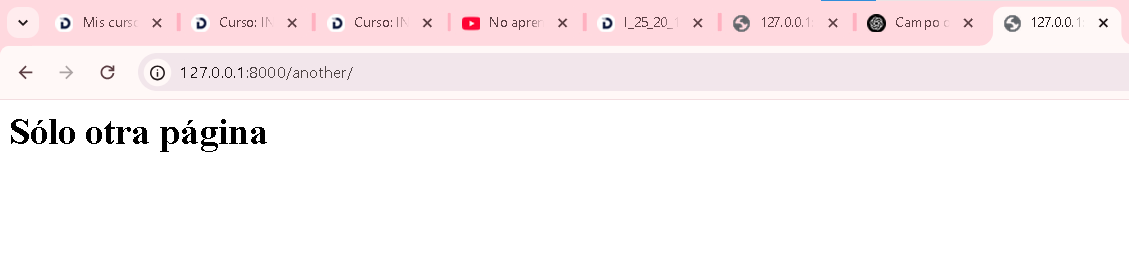 Mis curso
Curso: IN
Curso: IN
No apren
I_25_20_1
127.0.0.1:
Campo d
127.0.0.1:
127.0.0.1:8000/another/
Sólo otra página